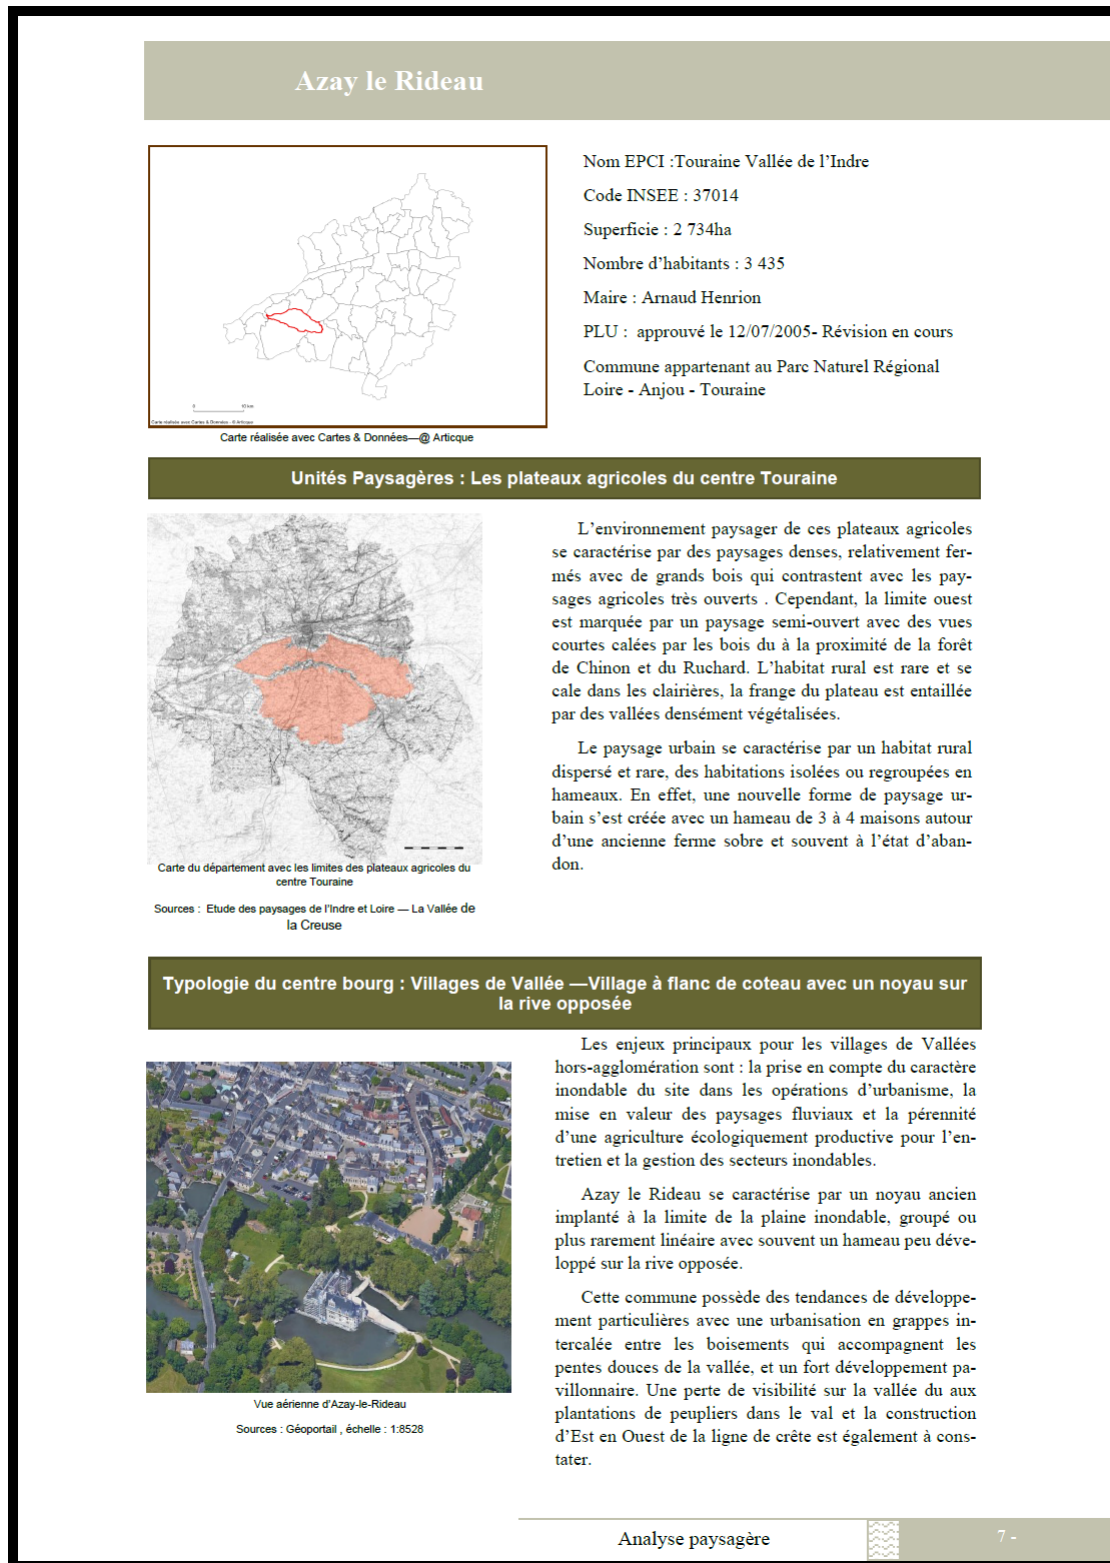 Azay le Rideau
Nom EPCI :Touraine Vallée de l’Indre
Code INSEE : 37014
Superficie : 2 734ha
Nombre d’habitants : 3 435
Maire : Arnaud Henrion
PLU :  approuvé le 12/07/2005- Révision en cours
Commune appartenant au Parc Naturel Régional
Loire - Anjou - Touraine
0 10 km
Carte réalisée avec Cartes & Données - © Articque
Carte réalisée avec Cartes & Données—@ Articque
Unités Paysagères : Les plateaux agricoles du centre Touraine
L’environnement paysager de ces plateaux agricoles
se caractérise par des paysages denses, relativement fer-
més avec de grands bois qui contrastent avec les pay-
sages agricoles très ouverts . Cependant, la limite ouest
est marquée par un paysage semi-ouvert avec des vues
courtes calées par les bois du à la proximité de la forêt
de Chinon et du Ruchard. L’habitat rural est rare et se
cale dans les clairières, la frange du plateau est entaillée
par des vallées densément végétalisées.
Le paysage urbain se caractérise par un habitat rural
dispersé et rare, des habitations isolées ou regroupées en
hameaux. En effet, une nouvelle forme de paysage ur-
bain s’est créée avec un hameau de 3 à 4 maisons autour
d’une ancienne ferme sobre et souvent à l’état d’aban-
don.
Carte du département avec les limites des plateaux agricoles du
centre Touraine
Sources :  Etude des paysages de l'Indre et Loire — La Vallée de
la Creuse
Typologie du centre bourg : Villages de Vallée —Village à flanc de coteau avec un noyau sur
la rive opposée
Les enjeux principaux pour les villages de Vallées
hors-agglomération sont : la prise en compte du caractère
inondable du site dans les opérations d’urbanisme, la
mise en valeur des paysages fluviaux et la pérennité
d’une agriculture écologiquement productive pour l’en-
tretien et la gestion des secteurs inondables.
Azay le Rideau se caractérise par un noyau ancien
implanté à la limite de la plaine inondable, groupé ou
plus rarement linéaire avec souvent un hameau peu déve-
loppé sur la rive opposée.
Cette commune possède des tendances de développe-
ment particulières avec une urbanisation en grappes in-
tercalée entre les boisements qui accompagnent les
pentes douces de la vallée, et un fort développement pa-
villonnaire. Une perte de visibilité sur la vallée du aux
plantations de peupliers dans le val et la construction
d’Est en Ouest de la ligne de crête est également à cons-
tater.
Vue aérienne d'Azay-le-Rideau
Sources : Géoportail , échelle : 1:8528
Analyse paysagère
7 -